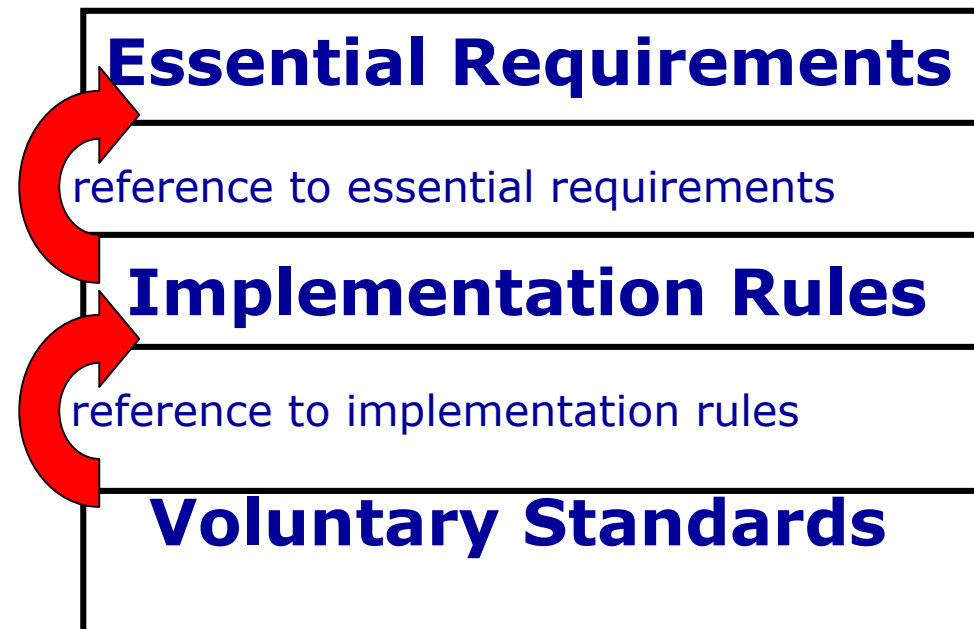 Essential Requirements
reference to essential requirements
Implementation Rules
reference to implementation rules
Voluntary Standards